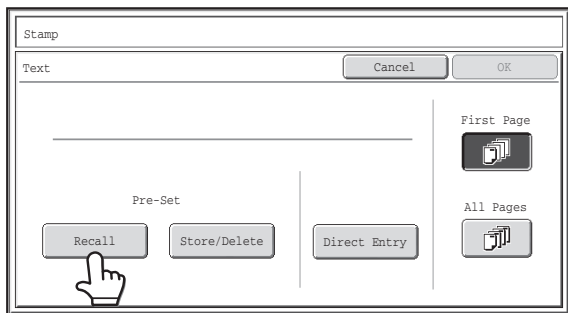 Stamp
Text
Cancel
OK
First Page
Pre-Set
All Pages
Recall
Store/Delete
Direct Entry